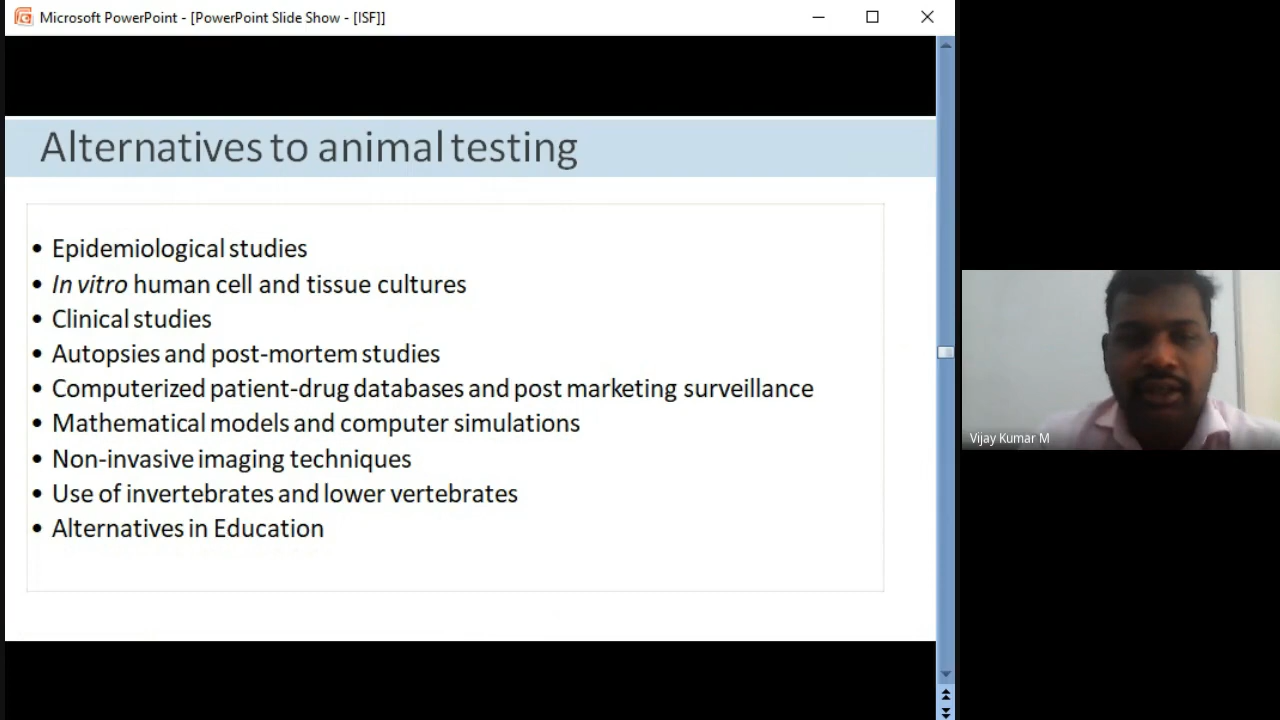 Microsoft PowerPoint - [PowerPoint Slide Show - [ISF]]
Alternatives to animal testing
• Epidemiological studies
• In vitro human cell and tissue cultures
• Clinical studies
• Autopsies and post-mortem studies
• Computerized patient-drug databases and post marketing surveillance
• Mathematical models and computer simulations
• Non-invasive imaging techniques
• Use of invertebrates and lower vertebrates
• Alternatives in Education
Vijay Kumar M